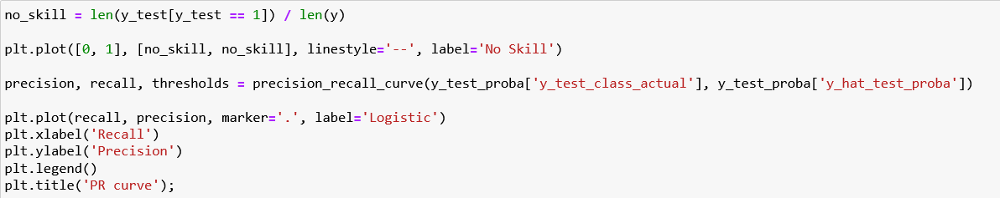 no_skill = len(y_test[y_test == 1]) / len(y)
plt.plot([0, 1], [no_skill, no_skill], linestyle='--', label='No Skill')
precision, recall, thresholds = precision_recall_curve(y_test_proba['y_test_class_actual'], y_test_proba['y_hat_test_proba'])
plt.plot(recall, precision, marker='.', label='Logistic')
plt.xlabel('Recall')
plt.ylabel('Precision')
plt.legend()
plt.title('PR curve');